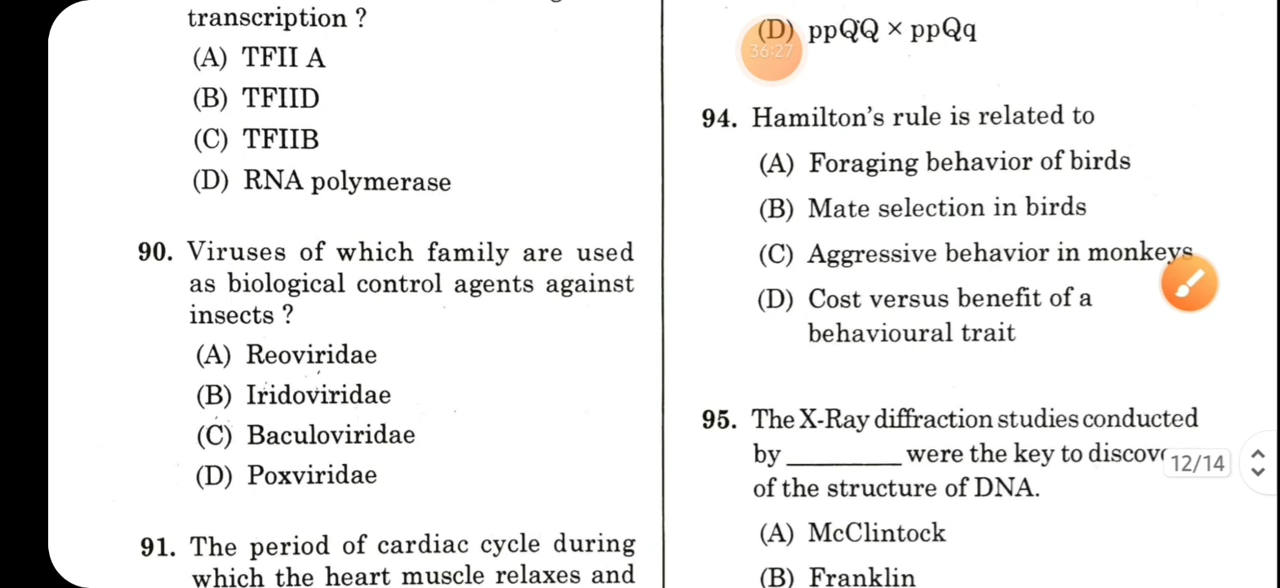 transcription ?
(A) TFII A
(B) TFIID
(C) TFIIB
(D) RNA polymerase
90. Viruses of which family are used
as biological control agents against
insects ?
(A) Reoviridae
(B) Iridoviridae
(C) Baculoviridae
(D) Poxviridae
91. The period of cardiac cycle during
which the heart muscle relaxes and
(D) ppQQ × ppQq
36:27
94. Hamilton's rule is related to
(A) Foraging behavior of birds
(B) Mate selection in birds
(C) Aggressive behavior in monkeys
(D) Cost versus benefit of a
behavioural trait
95. The X-Ray diffraction studies conducted
by ________ were the key to discov
12/14
of the structure of DNA.
(A) McClintock
(B) Franklin